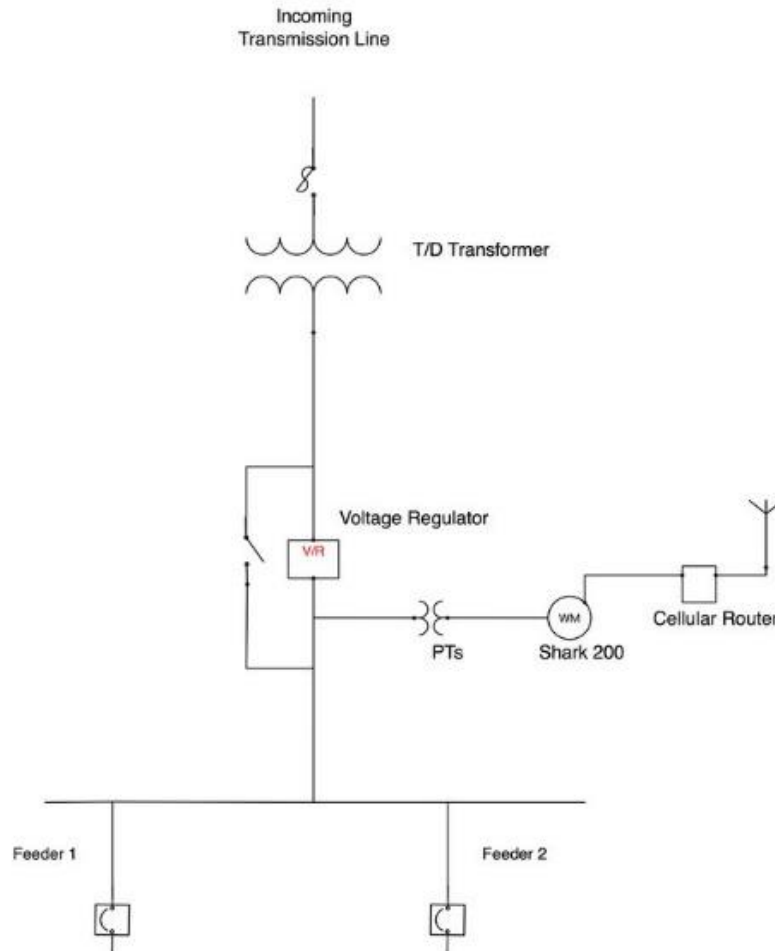 Incoming
Transmission Line
T/D Transformer
Voltage Regulator
V/R
WM
Cellular Router
PTs
Shark 200
Feeder 1
Feeder 2